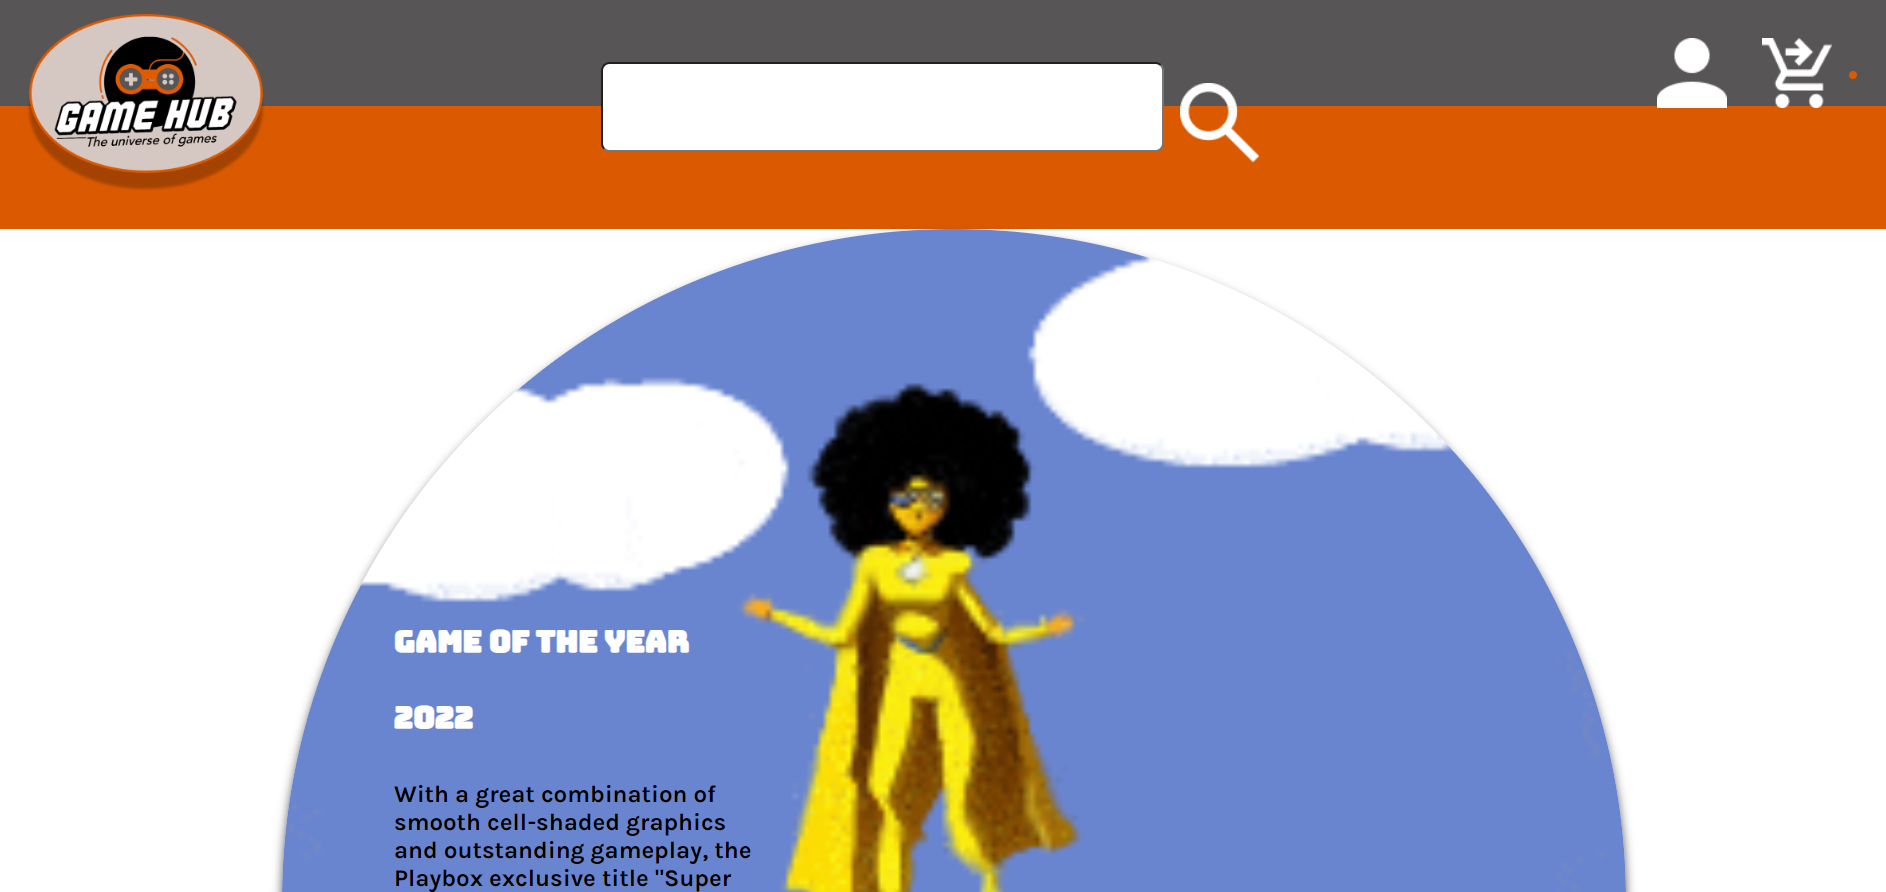 GAME HUB
The universe of games
GAME OF THE YEAR
2022
With a great combination of
smooth cell-shaded graphics
and outstanding gameplay, the
Playbox exclusive title "Super